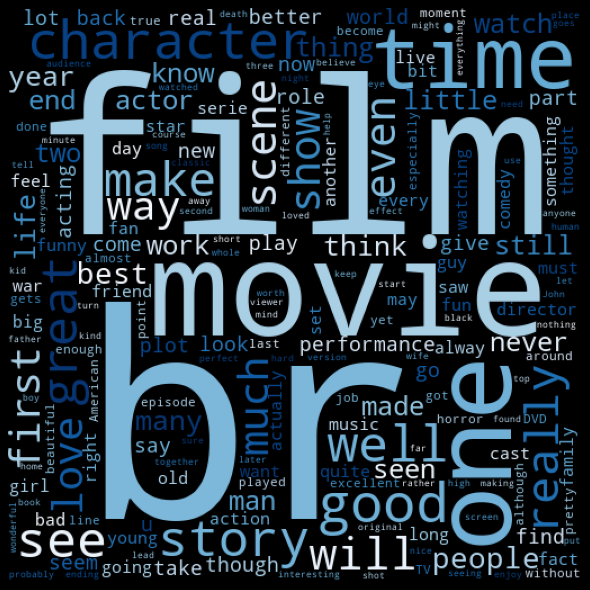 lot back true real
death
better
become
world
place
goes
moment
might
watch
everything
audience
character
thing
three
now
believe
eye
time
live
bit
part
year
know
watched
serie
role
night
end
actor
star
film
scene
different
show
another
help
even
little
need
done
minute
course
song
day
new
two
make
every
especially
watching
comedy
use
something
thought
tell
feel
everyone
life
acting
classic
away
way
second
woman
loved
effect
anyone
human
funny
fan
come
almost
work
short
whole
play
think
give
still
kid
war
gets
great
best
friend
movie
keep
start
guy
saw
must
let
John
big
turn
point
worth
viewer
mind
set
may
yet
black
fun
director
nothing
father
kind
enough
plot
look
last
performance
alway
never
around
first
boy
American
beautiful
right
br
perfect
hard
version
wife
go
one
top
really
love
episode
many
actually
much
job
music
made
got
horror
found
DVD
home
say
sure
together
later
want
well
quite
seen
far
cast
pretty
family
girl
book
old
played
man
excellent
rather
high
making
although
wonderful
see
bad
line
u
young
action
original
good
long
screen
find
put
seem
story
though
will
people
fact
without
going
lead
take
nice
TV
probably
ending
interesting
shot
seeing
enjoy